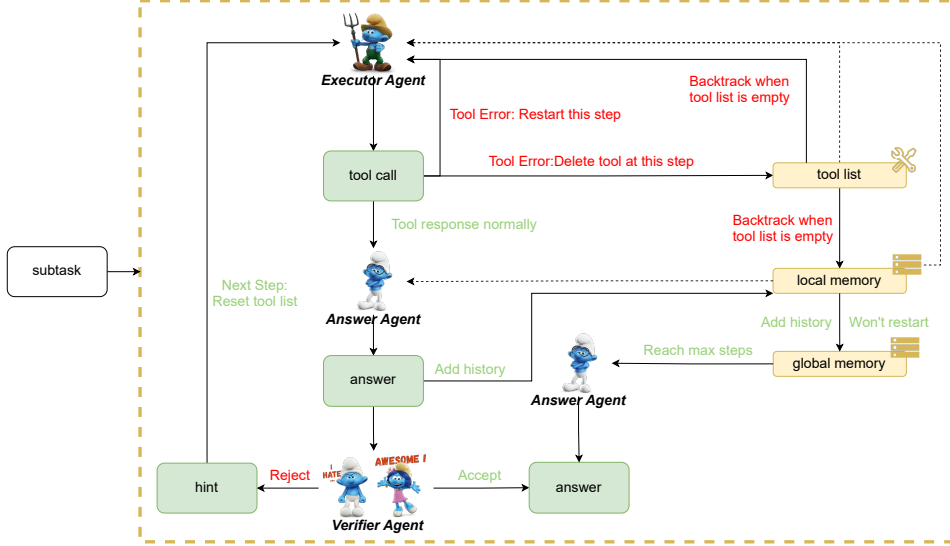 Executor Agent
Backtrack when
tool list is empty
Tool Error: Restart this step
Tool Error:Delete tool at this step
tool call
tool list
Tool response normally
Backtrack when
tool list is empty
subtask
Next Step:
Reset tool list
local memory
Answer Agent
Add history
Won't restart
Reach max steps
global memory
answer
Add history
Answer Agent
I
HATE
...
AWESOME !
Reject
Accept
hint
answer
Verifier Agent